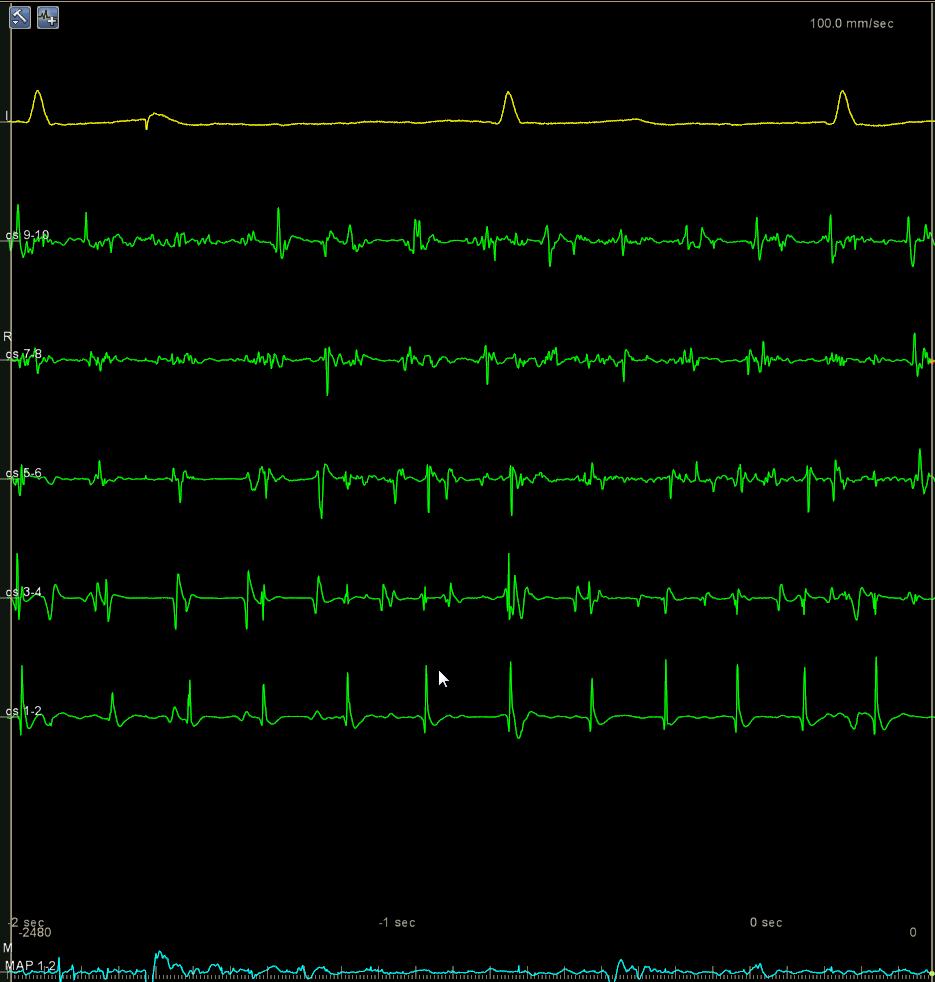 100.0 mm/sec
I
cs 9-10
R
cs 7-8
cs 5-6
cs 3-4
cs 1-2
-2 sec
-1 sec
0 sec
-2480
0
M
MAP 1-2